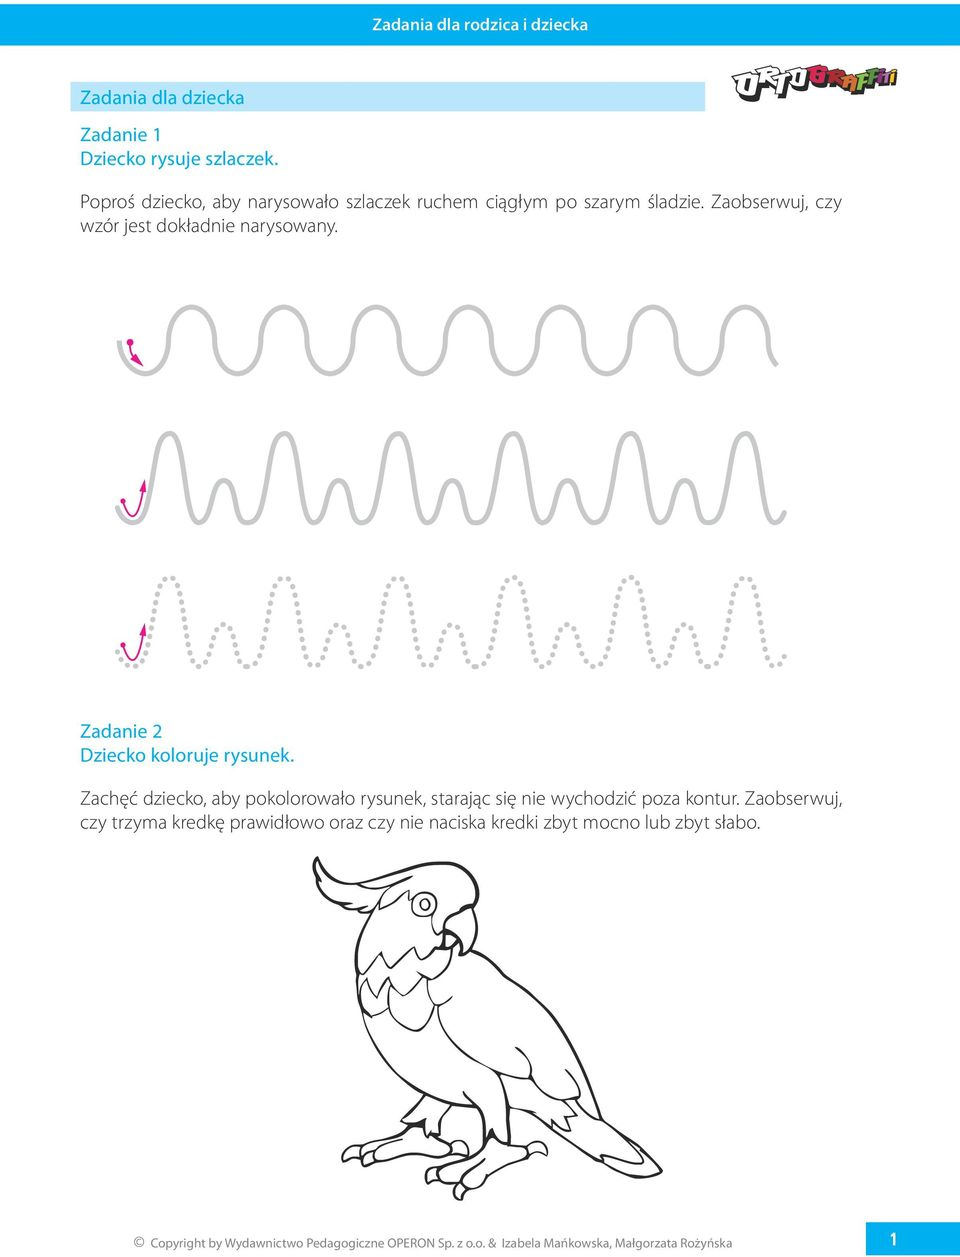 Zadania dla rodzica i dziecka
ORTOGRAFFITI
Zadania dla dziecka
Zadanie 1
Dziecko rysuje szlaczek.
Poproś dziecko, aby narysowało szlaczek ruchem ciągłym po szarym śladzie. Zaobserwuj, czy
wzór jest dokładnie narysowany.
Zadanie 2
Dziecko koloruje rysunek.
Zachęć dziecko, aby pokolorowało rysunek, starając się nie wychodzić poza kontur. Zaobserwuj,
czy trzyma kredkę prawidłowo oraz czy nie naciska kredki zbyt mocno lub zbyt słabo.
© Copyright by Wydawnictwo Pedagogiczne OPERON Sp. z o.o. & Izabela Mańkowska, Małgorzata Rożyńska
1